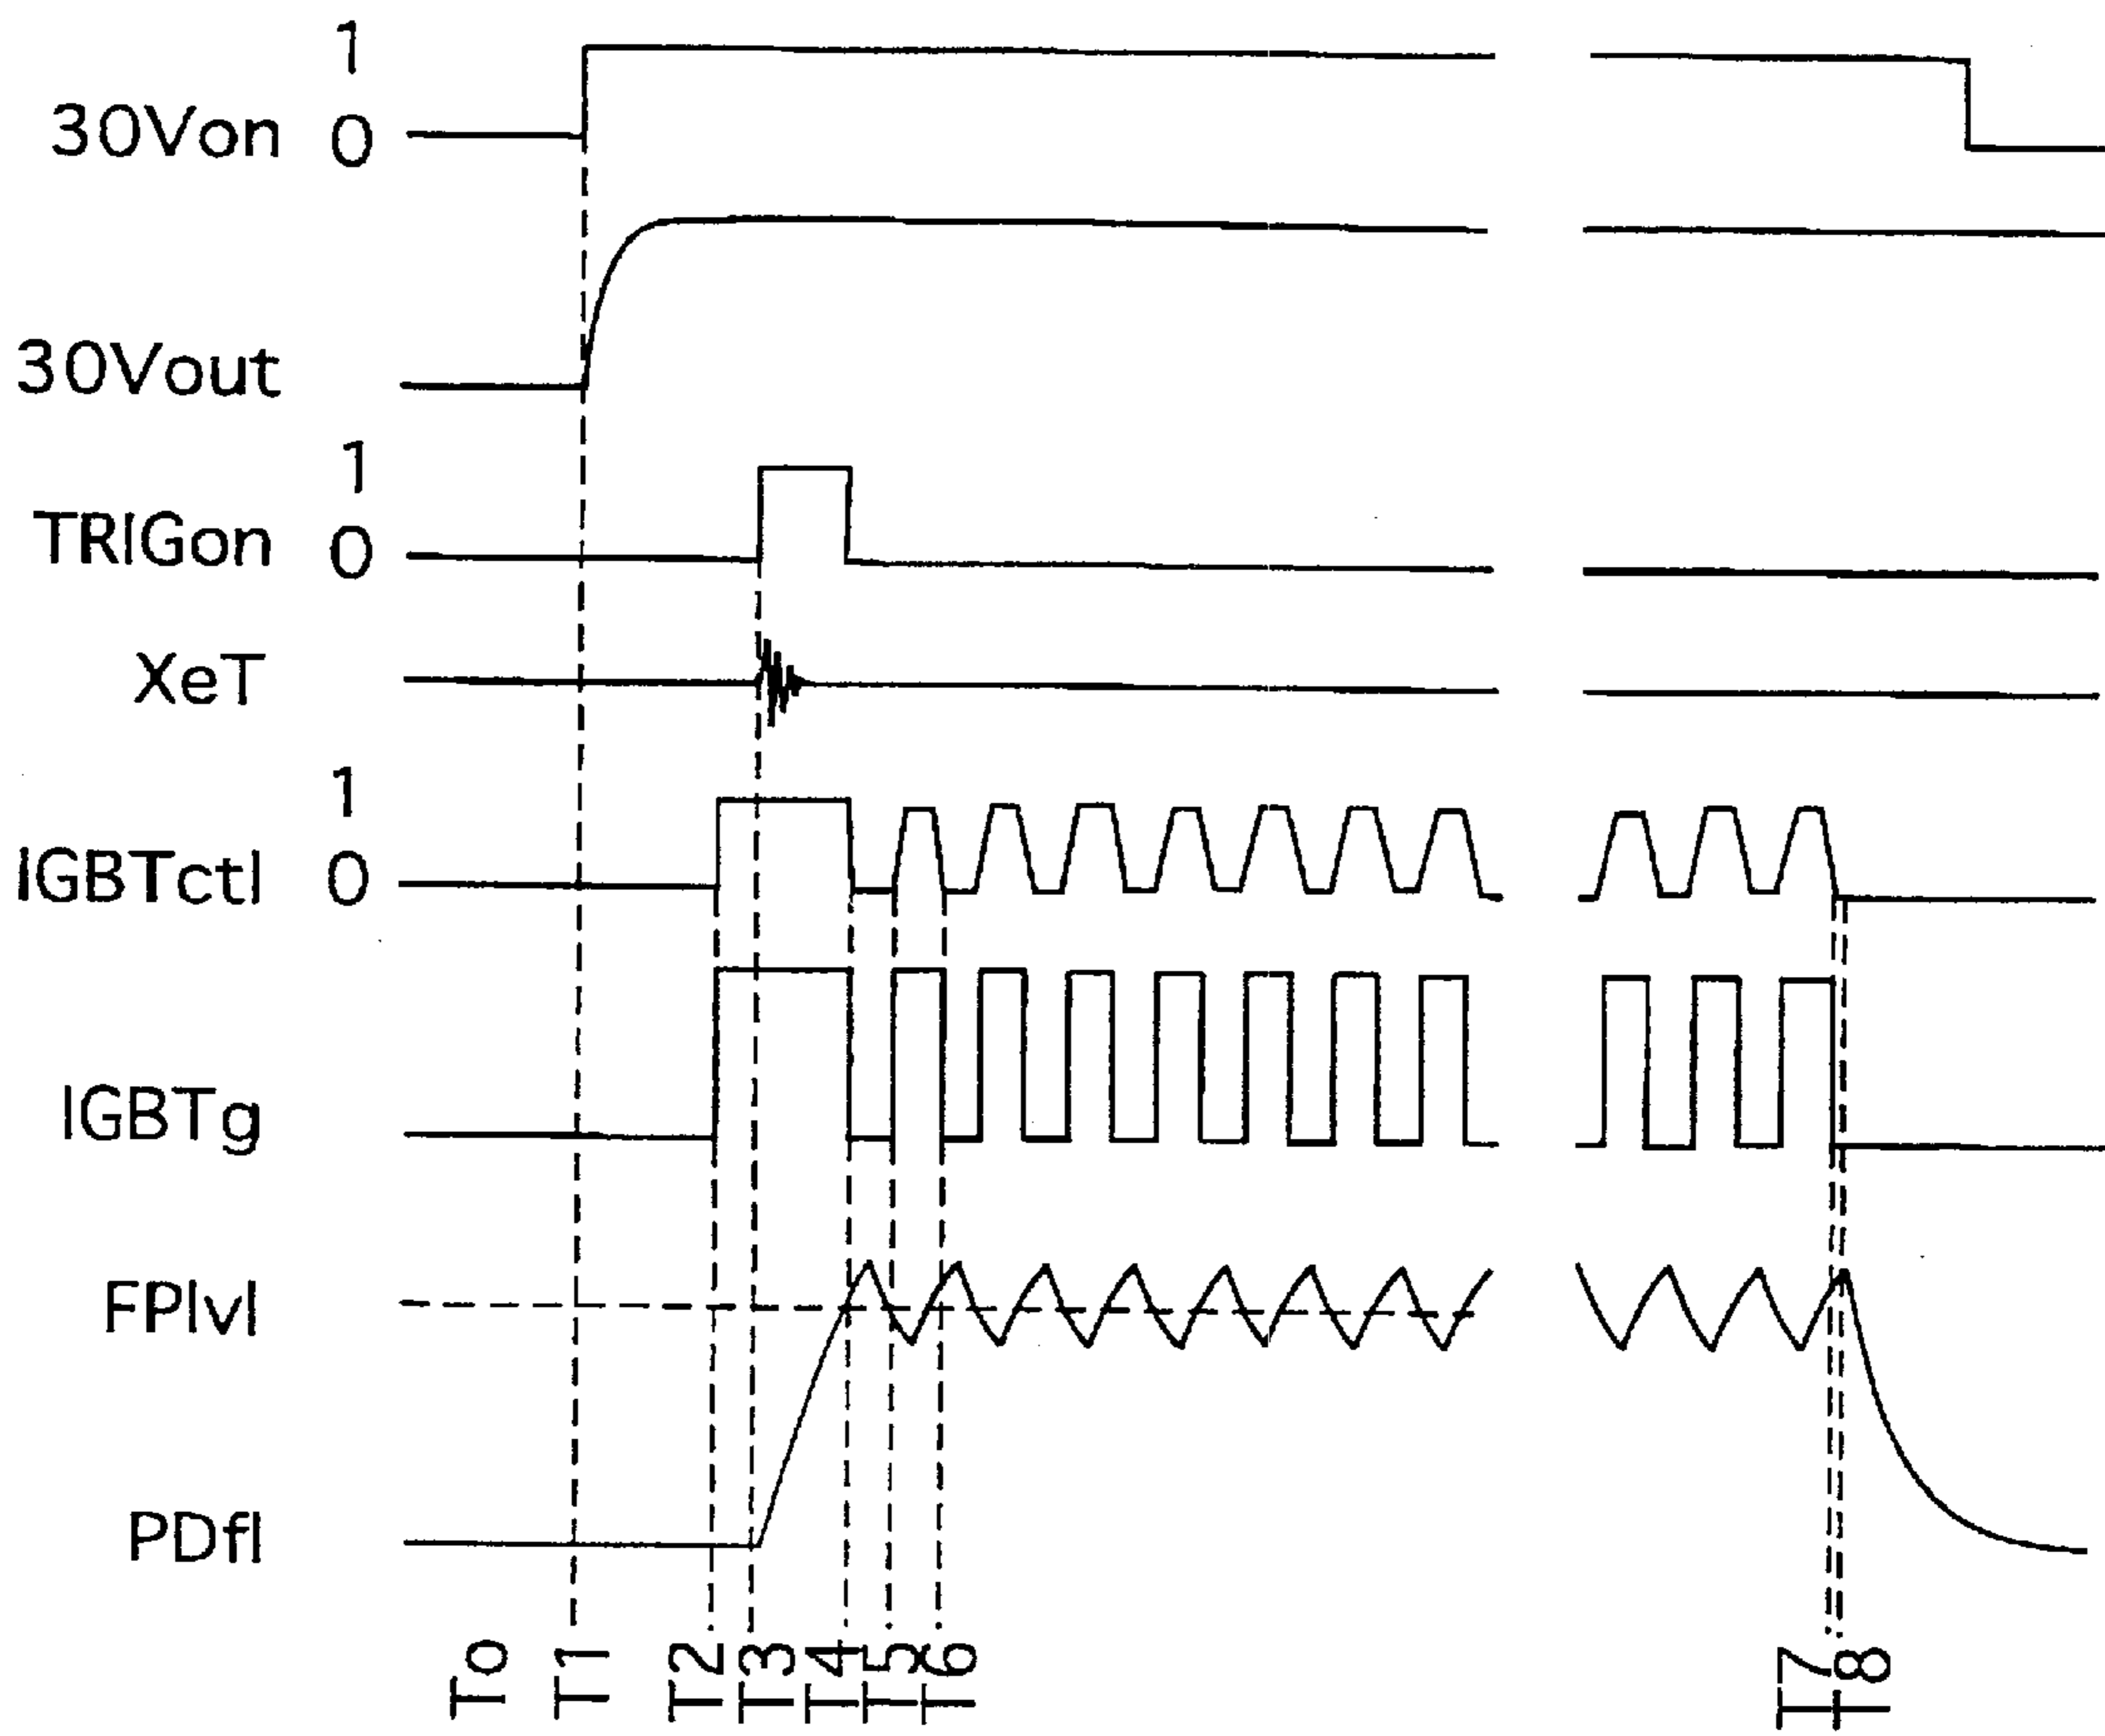 1
30Von 0
30Vout
1
TRIGon 0
XeT
1
IGBTctl 0
IGBTg
FPlvl
PDfl
To T1 T2 T3 T4 T5 T6 T7 T8